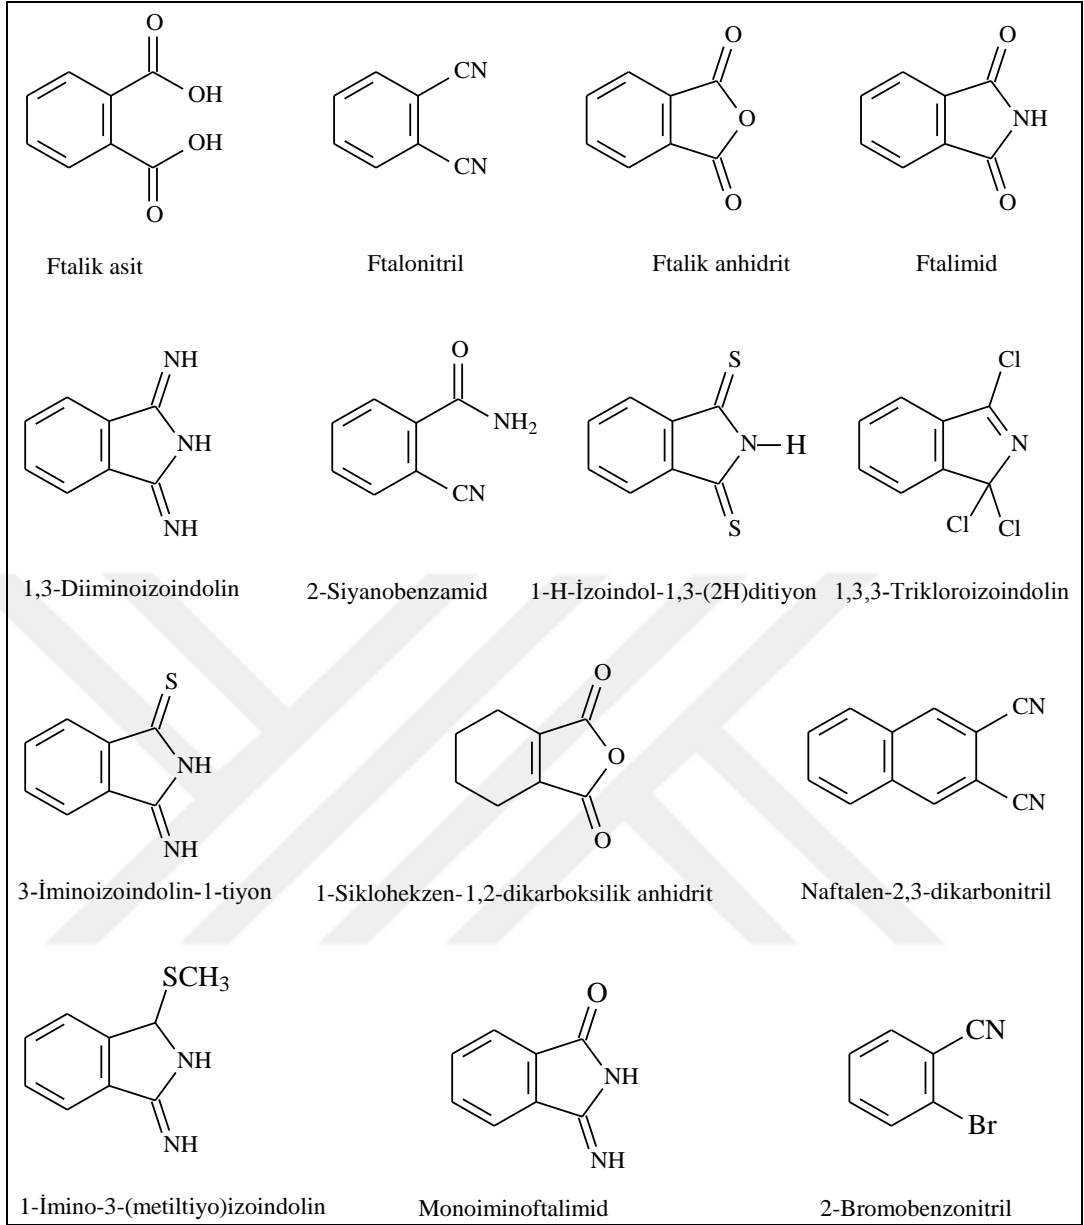 O
OH
OH
O
Ftalik asit
CN
CN
Ftalonitril
O
O
O
Ftalik anhidrit
O
NH
O
Ftalimid
NH
NH
NH
1,3-Diiminoizoindolin
O
NH2
CN
2-Siyanobenzamid
S
N
H
S
1-H-İzoindol-1,3-(2H)ditiyon
Cl
N
Cl
Cl
1,3,3-Trikloroizoindolin
S
NH
NH
3-İminoizoindolin-1-tiyon
O
O
O
1-Siklohekzen-1,2-dikarboksilik anhidrit
CN
CN
Naftalen-2,3-dikarbonitril
SCH3
NH
NH
1-İmino-3-(metiltiyo)izoindolin
O
NH
NH
Monoiminoftalimid
CN
Br
2-Bromobenzonitril